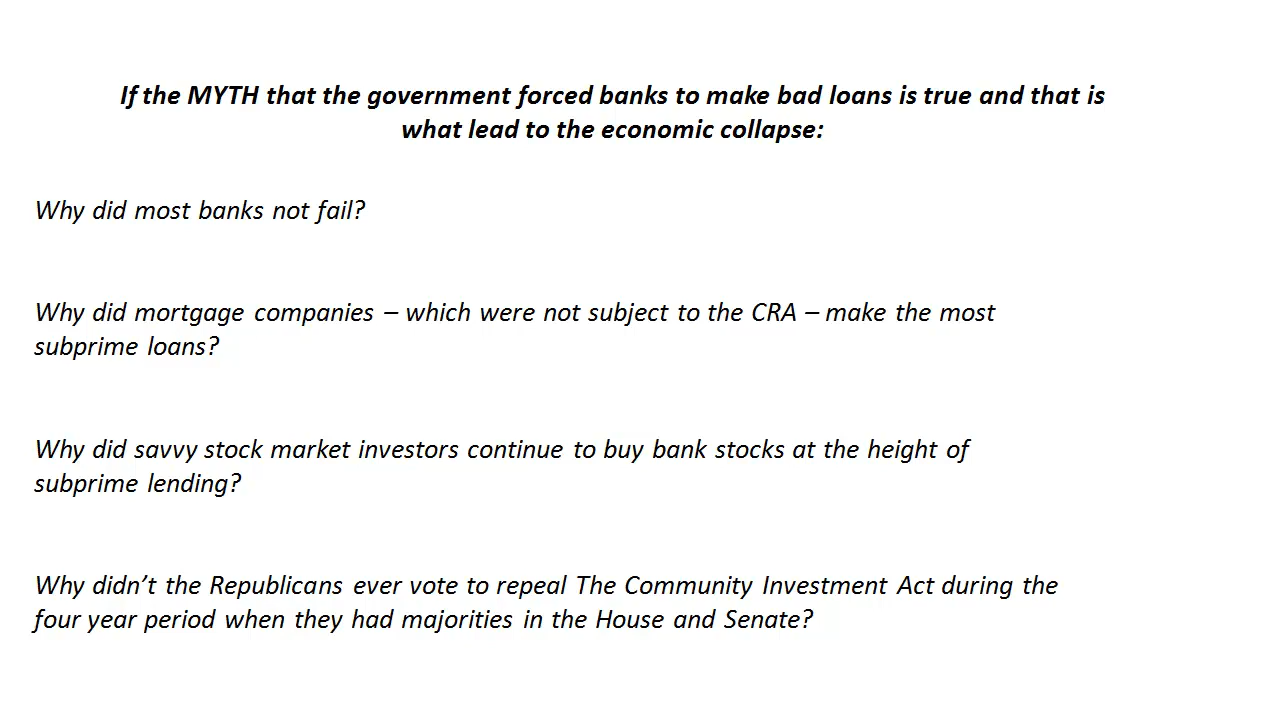 If the MYTH that the government forced banks to make bad loans is true and that is
what lead to the economic collapse:
Why did most banks not fail?
Why did mortgage companies – which were not subject to the CRA – make the most
subprime loans?
Why did savvy stock market investors continue to buy bank stocks at the height of
subprime lending?
Why didn’t the Republicans ever vote to repeal The Community Investment Act during the
four year period when they had majorities in the House and Senate?